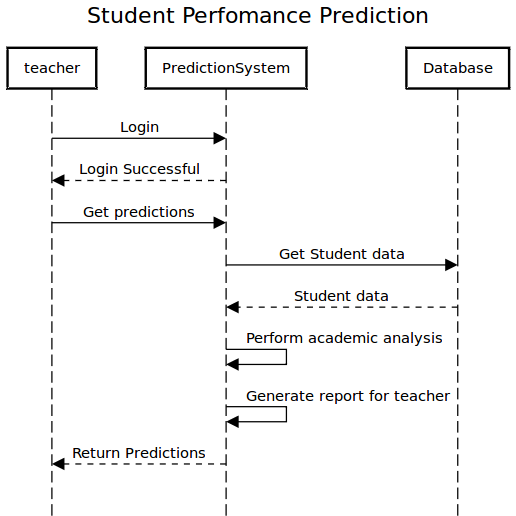 Student Perfomance Prediction
teacher
PredictionSystem
Database
Login
Login Successful
Get predictions
Get Student data
Student data
Perform academic analysis
Generate report for teacher
Return Predictions